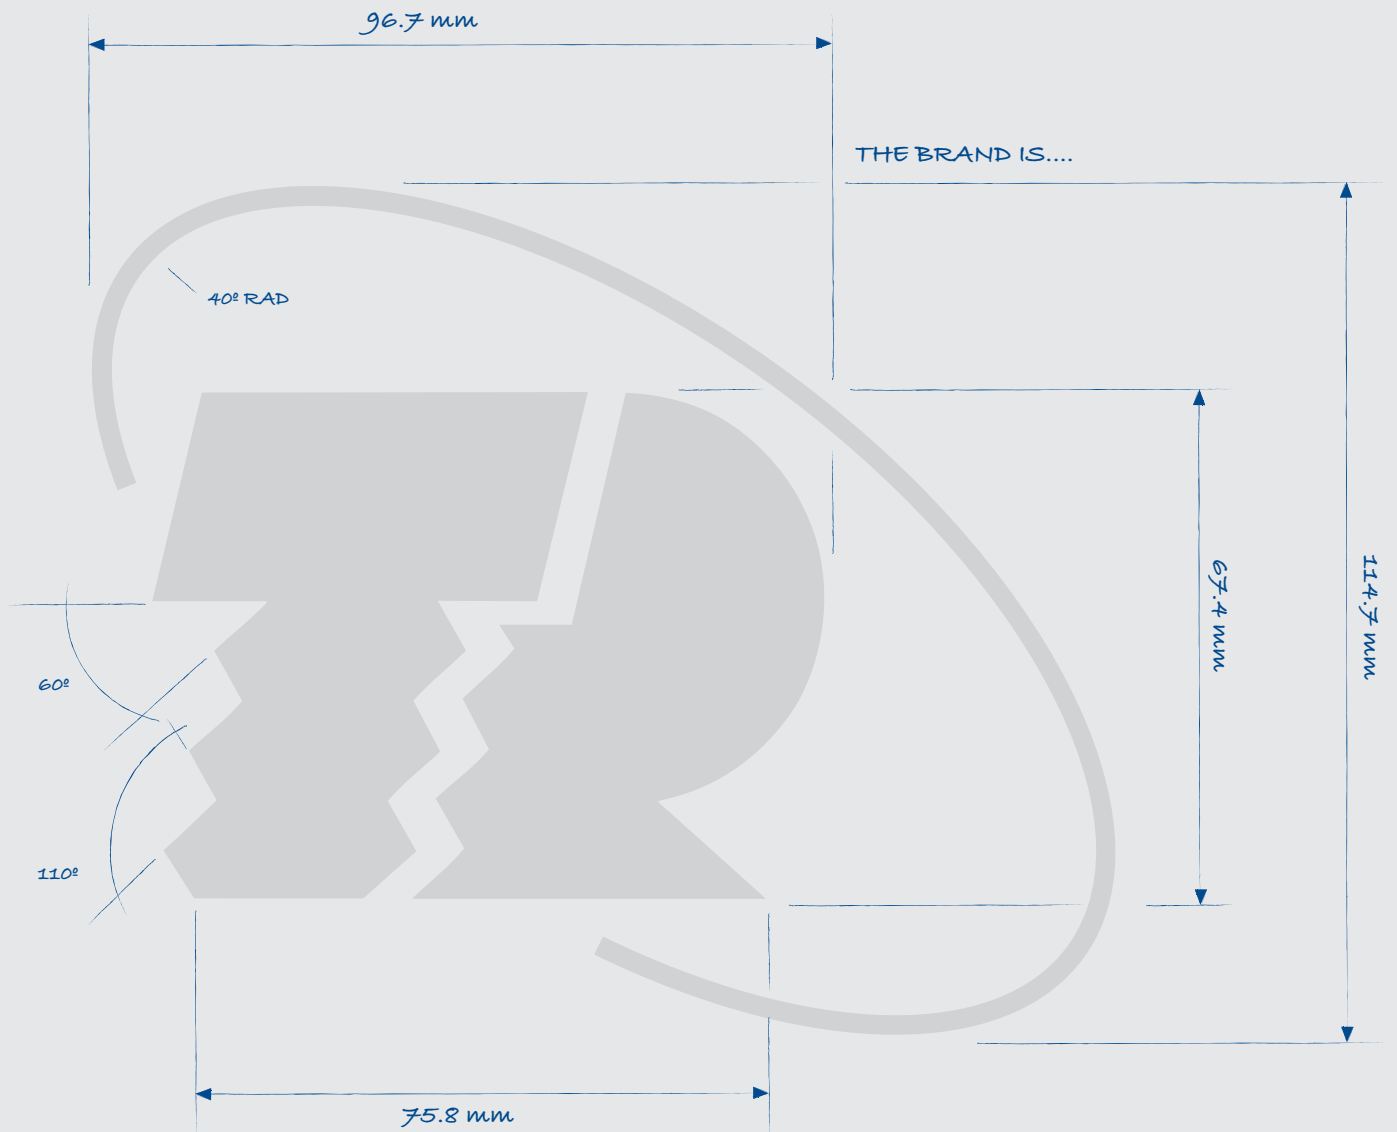 96.7 mm
THE BRAND IS....
40º RAD
67.4 mm
114.7 mm
60º
110º
75.8 mm